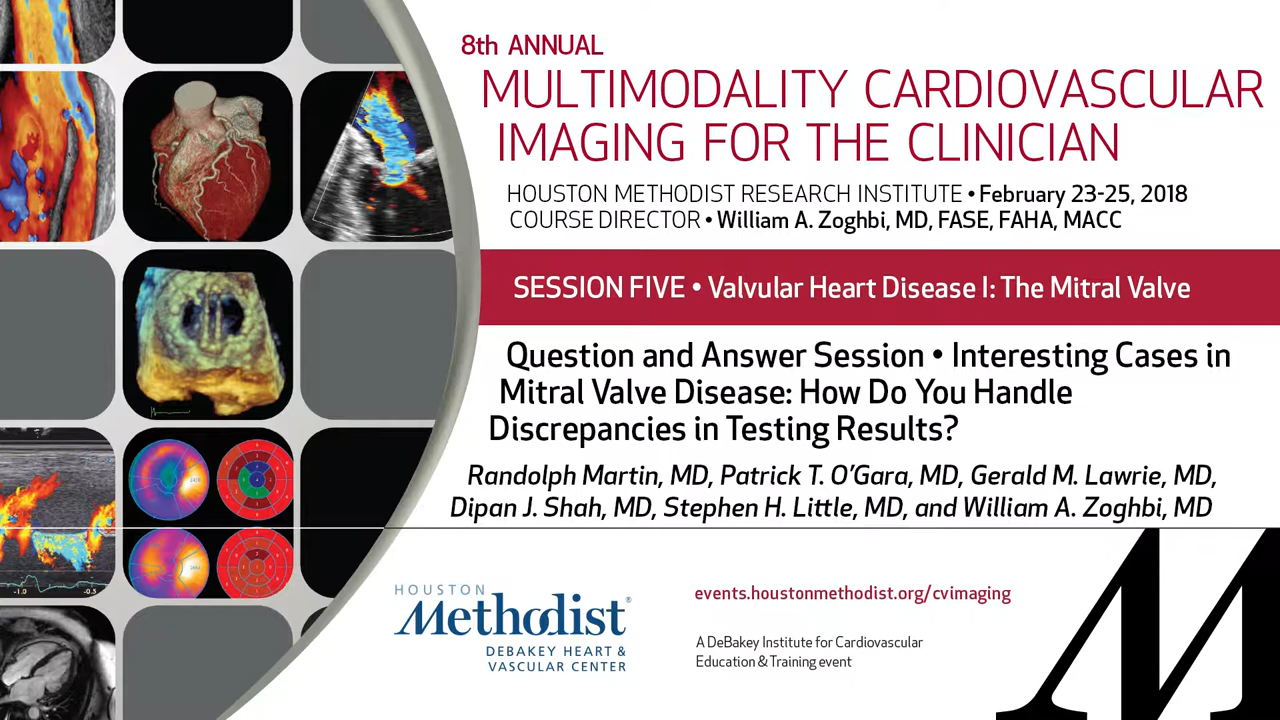 8th ANNUAL
MULTIMODALITY CARDIOVASCULAR
IMAGING FOR THE CLINICIAN
HOUSTON METHODIST RESEARCH INSTITUTE • February 23-25, 2018
COURSE DIRECTOR • William A. Zoghbi, MD, FASE, FAHA, MACC
SESSION FIVE • Valvular Heart Disease I: The Mitral Valve
Question and Answer Session • Interesting Cases in
Mitral Valve Disease: How Do You Handle
Discrepancies in Testing Results?
Randolph Martin, MD, Patrick T. O’Gara, MD, Gerald M. Lawrie, MD,
Dipan J. Shah, MD, Stephen H. Little, MD, and William A. Zoghbi, MD
HOUSTON
Methodist®
DEBAKEY HEART &
VASCULAR CENTER
events.houstonmethodist.org/cvimaging
A DeBakey Institute for Cardiovascular
Education & Training event
M
-1.0 -0.5